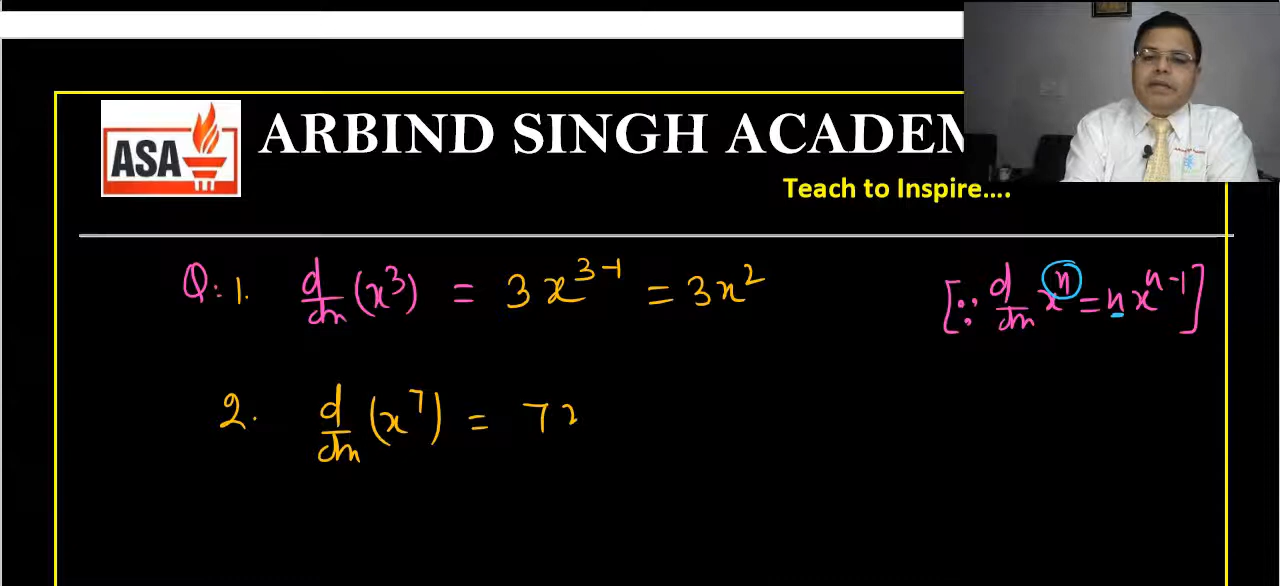 ASA
ARBIND SINGH ACADEM
Teach to Inspire....
Q:1. d/dx (x³) = 3x³⁻¹ = 3x² [∵ d/dx xⁿ = nxⁿ⁻¹]
2. d/dx (x⁷) = 7